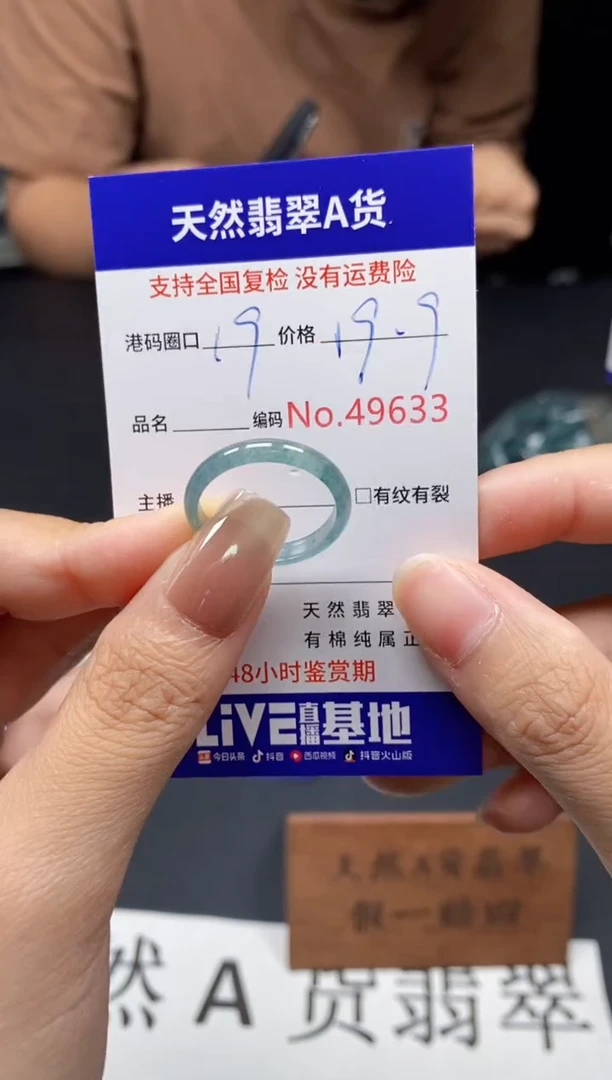 天然翡翠A货
支持全国复检 没有运费险
港码圈口 19 价格 19.9
品名 编码 No.49633
主播 □有纹有裂
天然翡翠
有棉纯属正
48小时鉴赏期
LiVE直播基地
今日头条 抖音 西瓜视频 抖音火山版
天然A货翡翠
假一赔四
然A货翡翠